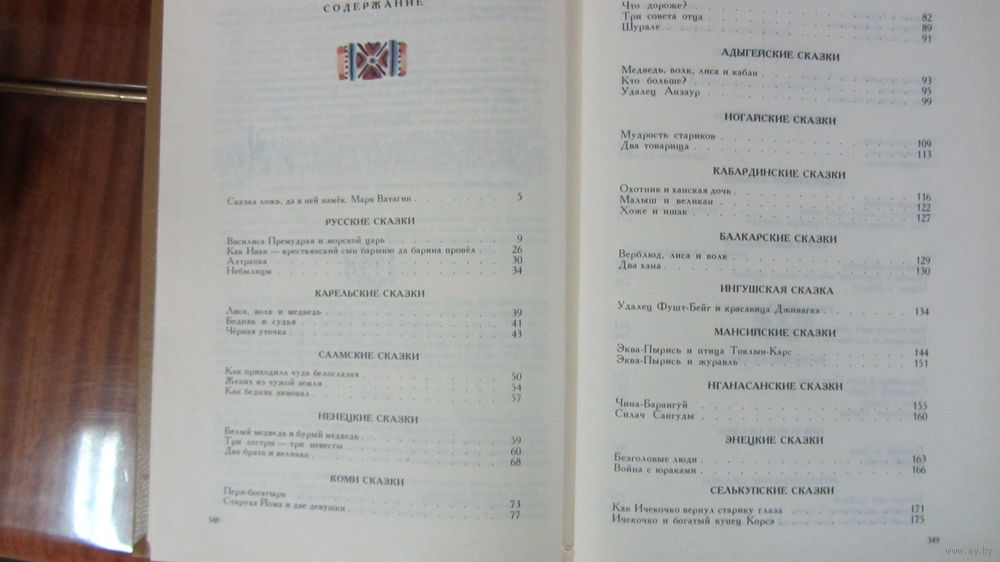 СОДЕРЖАНИЕ
Сказка ложь, да в ней намёк. Марк Ватагин . . . . . 5
РУССКИЕ СКАЗКИ
Василиса Премудрая и морской царь . . . . . 9
Как Иван — крестьянский сын барыню да барина провёл . . 26
Алтрапка . . . . . 30
Небылицы . . . . . 34
КАРЕЛЬСКИЕ СКАЗКИ
Лиса, волк и медведь . . . . . 39
Бедняк и судья . . . . . 41
Чёрная уточка . . . . . 43
СААМСКИЕ СКАЗКИ
Как приходила чудь белоглазая . . . . . 50
Жених из чужой земли . . . . . 54
Как бедняк зимовал . . . . . 57
НЕНЕЦКИЕ СКАЗКИ
Белый медведь и бурый медведь . . . . . 59
Три сестры — три невесты . . . . . 60
Два брата и великан . . . . . 68
КОМИ СКАЗКИ
Перя-богатырь . . . . . 73
Старуха Йома и две девушки . . . . . 77
348
Что дороже? . . . . . 82
Три совета отца . . . . . 89
Шурале . . . . . 91
АДЫГЕЙСКИЕ СКАЗКИ
Медведь, волк, лиса и кабан . . . . . 93
Кто больше? . . . . . 95
Удалец Анзаур . . . . . 99
НОГАЙСКИЕ СКАЗКИ
Мудрость стариков . . . . . 109
Два товарища . . . . . 113
КАБАРДИНСКИЕ СКАЗКИ
Охотник и ханская дочь . . . . . 116
Малыш и великан . . . . . 122
Хоже и ишак . . . . . 127
БАЛКАРСКИЕ СКАЗКИ
Верблюд, лиса и волк . . . . . 129
Два хана . . . . . 130
ИНГУШСКАЯ СКАЗКА
Удалец Фушт-Бейг и красавица Джинагаз . . . . . 134
МАНСИЙСКИЕ СКАЗКИ
Эква-Пырись и птица Товлын-Карс . . . . . 144
Эква-Пырись и журавль . . . . . 151
НГАНАСАНСКИЕ СКАЗКИ
Чина-Барангуй . . . . . 155
Силач Сангуды . . . . . 160
ЭНЕЦКИЕ СКАЗКИ
Безголовые люди . . . . . 163
Война с юраками . . . . . 166
СЕЛЬКУПСКИЕ СКАЗКИ
Как Ичекочко вернул старику глаза . . . . . 171
Ичекочко и богатый купец Корсэ . . . . . 175
349
www.ay.by